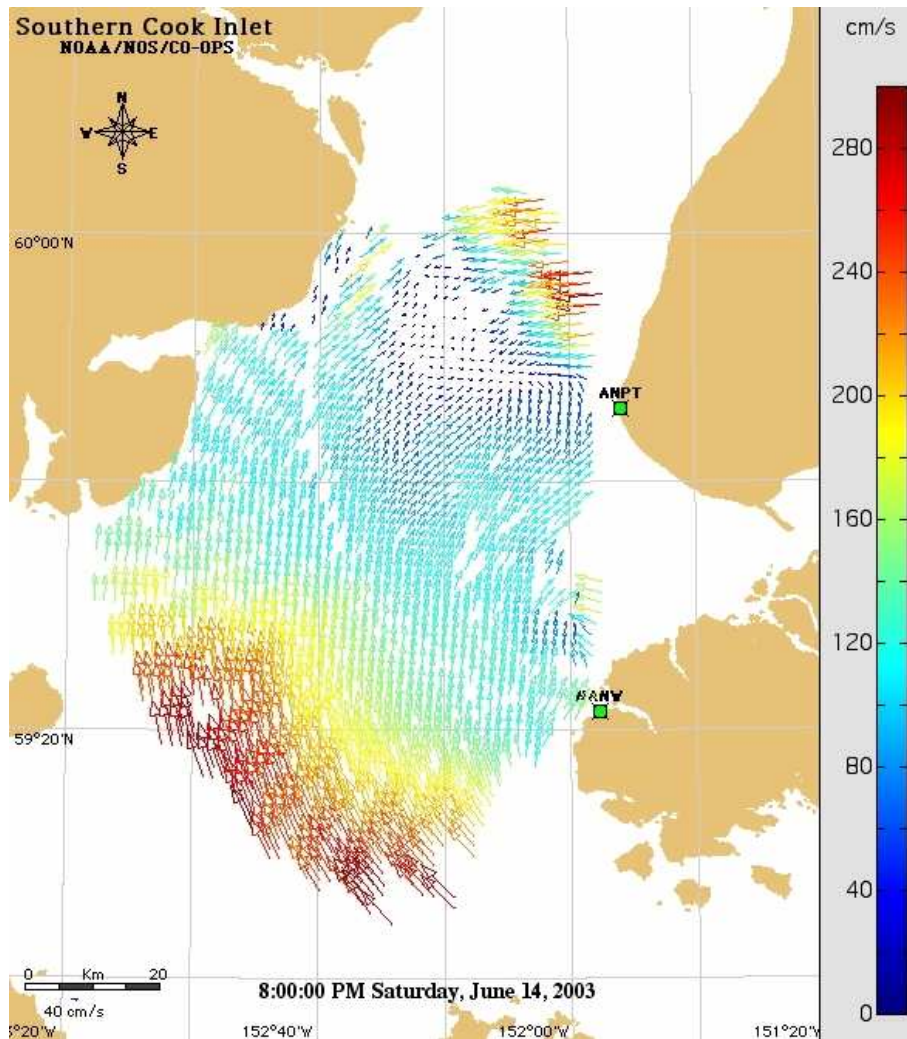 Southern Cook Inlet
NOAA/NOS/CO-OPS
cm/s
N
W E
S
280
60°00'N
240
200
ANPT
160
120
59°20'N
80
40
0 Km 20
40 cm/s
8:00:00 PM Saturday, June 14, 2003
0
3°20'W 152°40'W 152°00'W 151°20'W